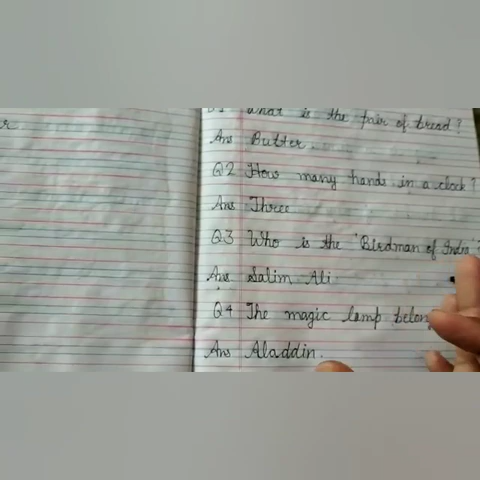 r
Q1 What is the pair of bread?
Ans Butter.
Q2 How many hands in a clock?
Ans Three
Q3 Who is the 'Birdman of India'?
Ans Salim Ali
Q4 The magic lamp
Ans Aladdin.